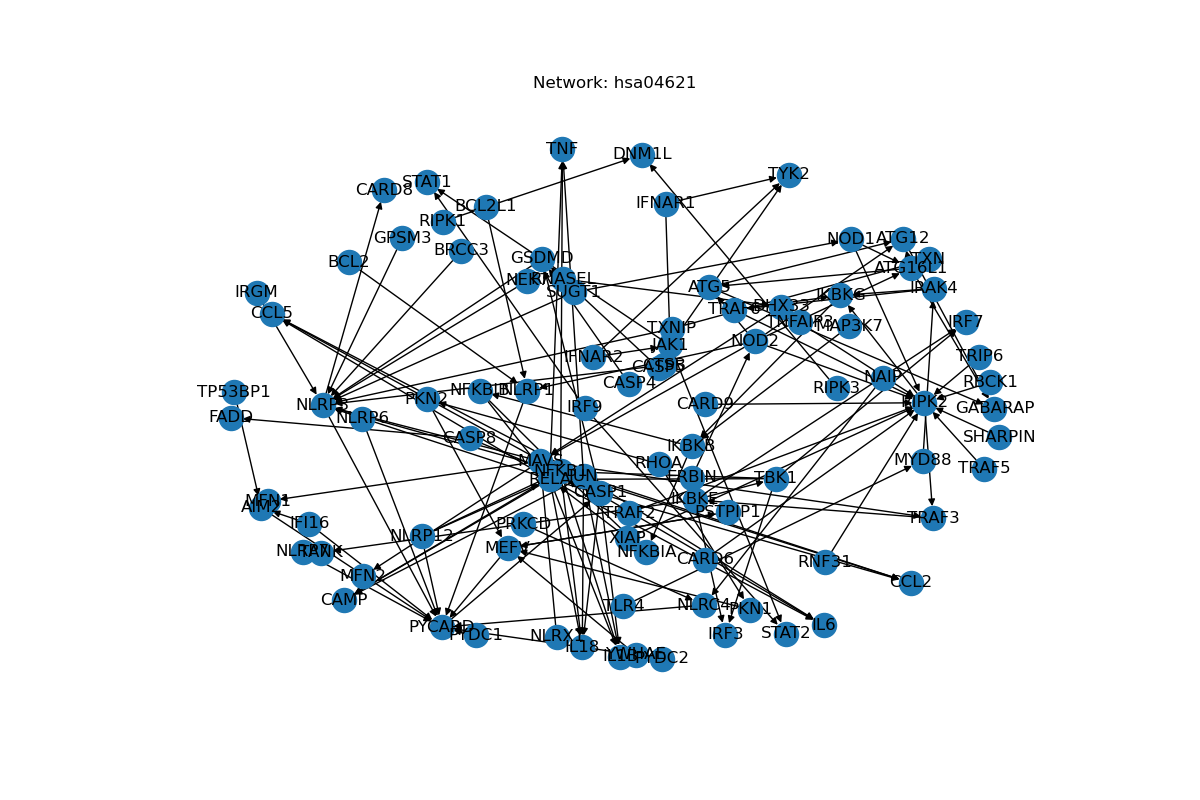 Network: hsa04621
TNF
DNM1L
TYK2
CARD8
STAT1
BCL2L1
IFNAR1
RIPK1
GPSM3
BRCC3
NOD1
ATG12
BCL2
GSDMD
TXN
ATG16L1
RNASEL
SUGT1
IRGM
ATG5
IKBKG
IRAK4
CCL5
TRAF6
DHX33
TNFAIP3
MAP3K7
IRF7
TXNIP
JAK1
NOD2
IFNAR2
TRIP6
CASP4
NAIP
RBCK1
TP53BP1
NLRP3
PKN2
NLRP1
RIPK3
IRF9
CARD9
GABARAP
FADD
NLRP6
CASP8
IKBKB
SHARPIN
MAVS
NFKB1
RELA
JUN
RHOA
ERBIN
TBK1
MYD88
TRAF5
CASP1
IKBKE
MFN1
AIM2
TRAF2
PSTPIP1
TRAF3
IFI16
PRKCD
NLRP12
XIAP
NFKBIA
MEFV
NLRP7
TANK
CARD6
RNF31
MFN2
CCL2
CAMP
TLR4
NLRC4
PKN1
PYCARD
PYDC1
NLRX1
IRF3
STAT2
IL6
IL18
IL1B
YWHAE
PYDC2